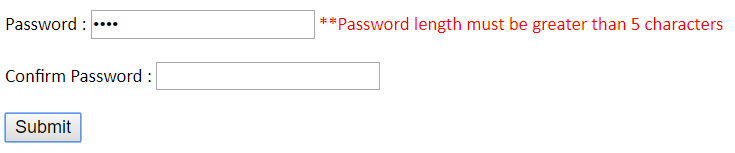 Password : •••• **Password length must be greater than 5 characters
Confirm Password :
Submit